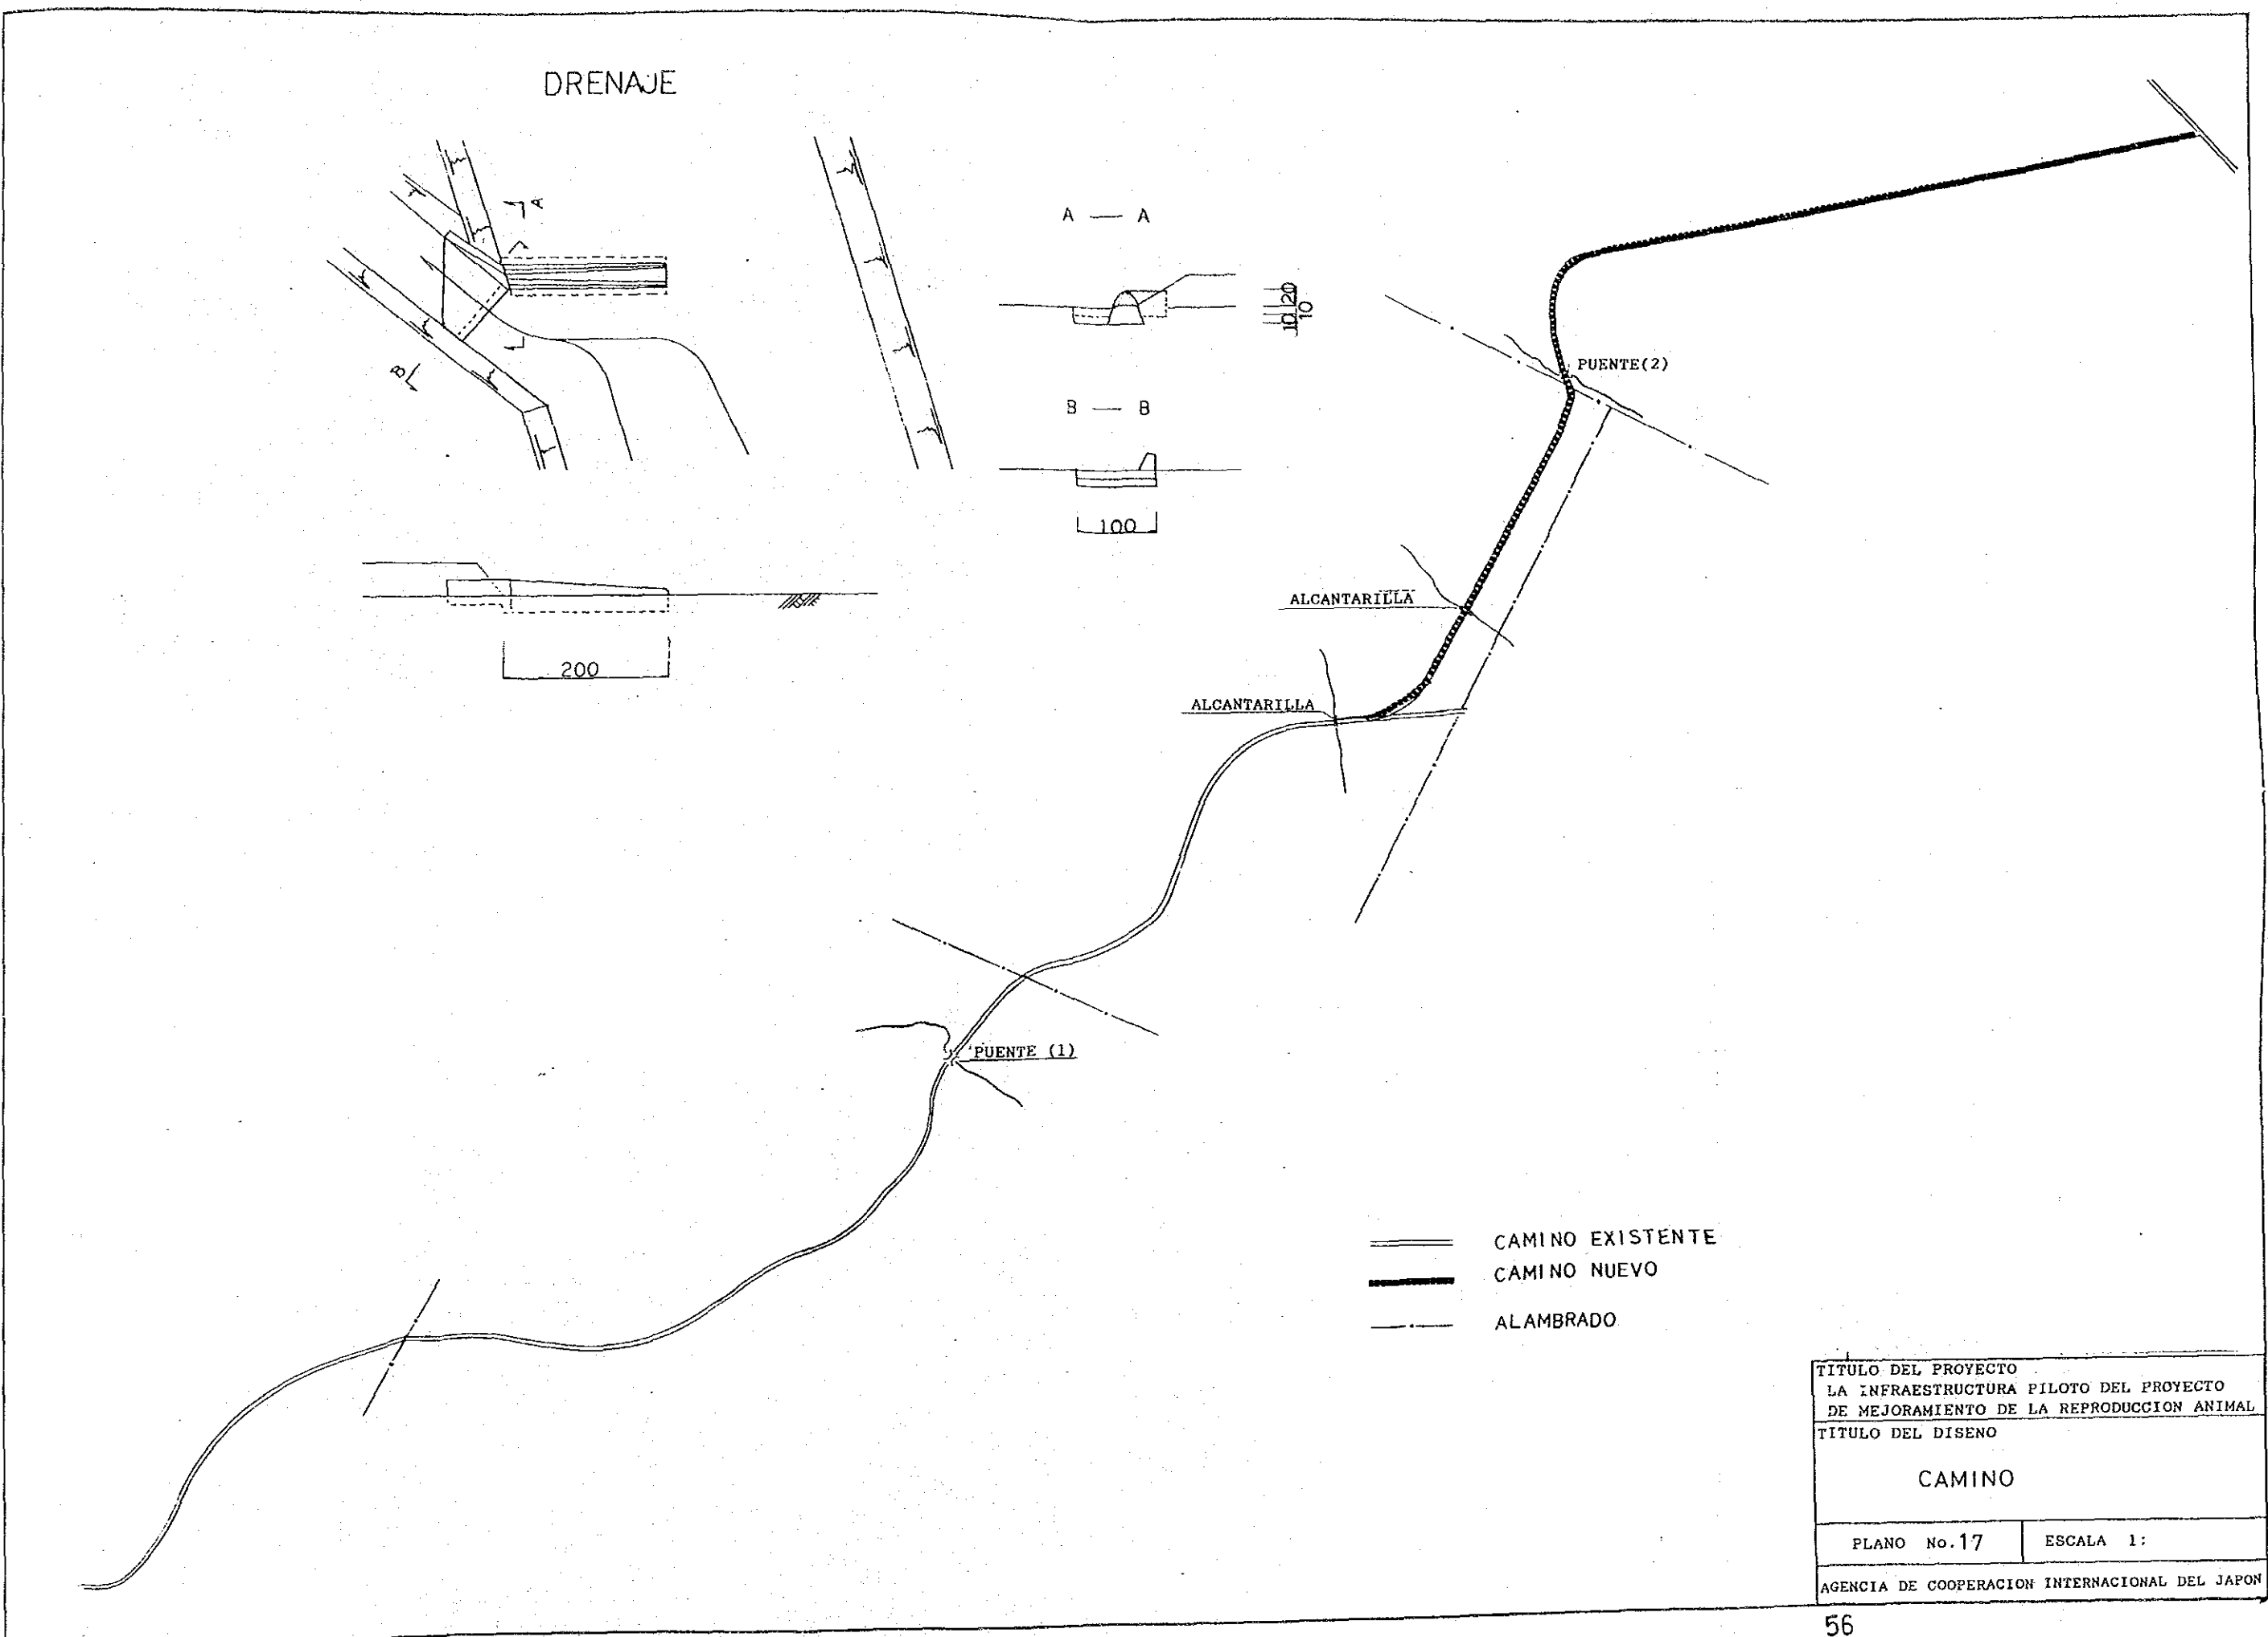 DRENAJE
A
B
A — A
20
10
10
B — B
100
200
PUENTE(2)
ALCANTARILLA
ALCANTARILLA
PUENTE (1)
CAMINO EXISTENTE
CAMINO NUEVO
ALAMBRADO
TITULO DEL PROYECTO
LA INFRAESTRUCTURA PILOTO DEL PROYECTO
DE MEJORAMIENTO DE LA REPRODUCCION ANIMAL
TITULO DEL DISENO
CAMINO
PLANO No.17 ESCALA 1:
AGENCIA DE COOPERACION INTERNACIONAL DEL JAPON
56